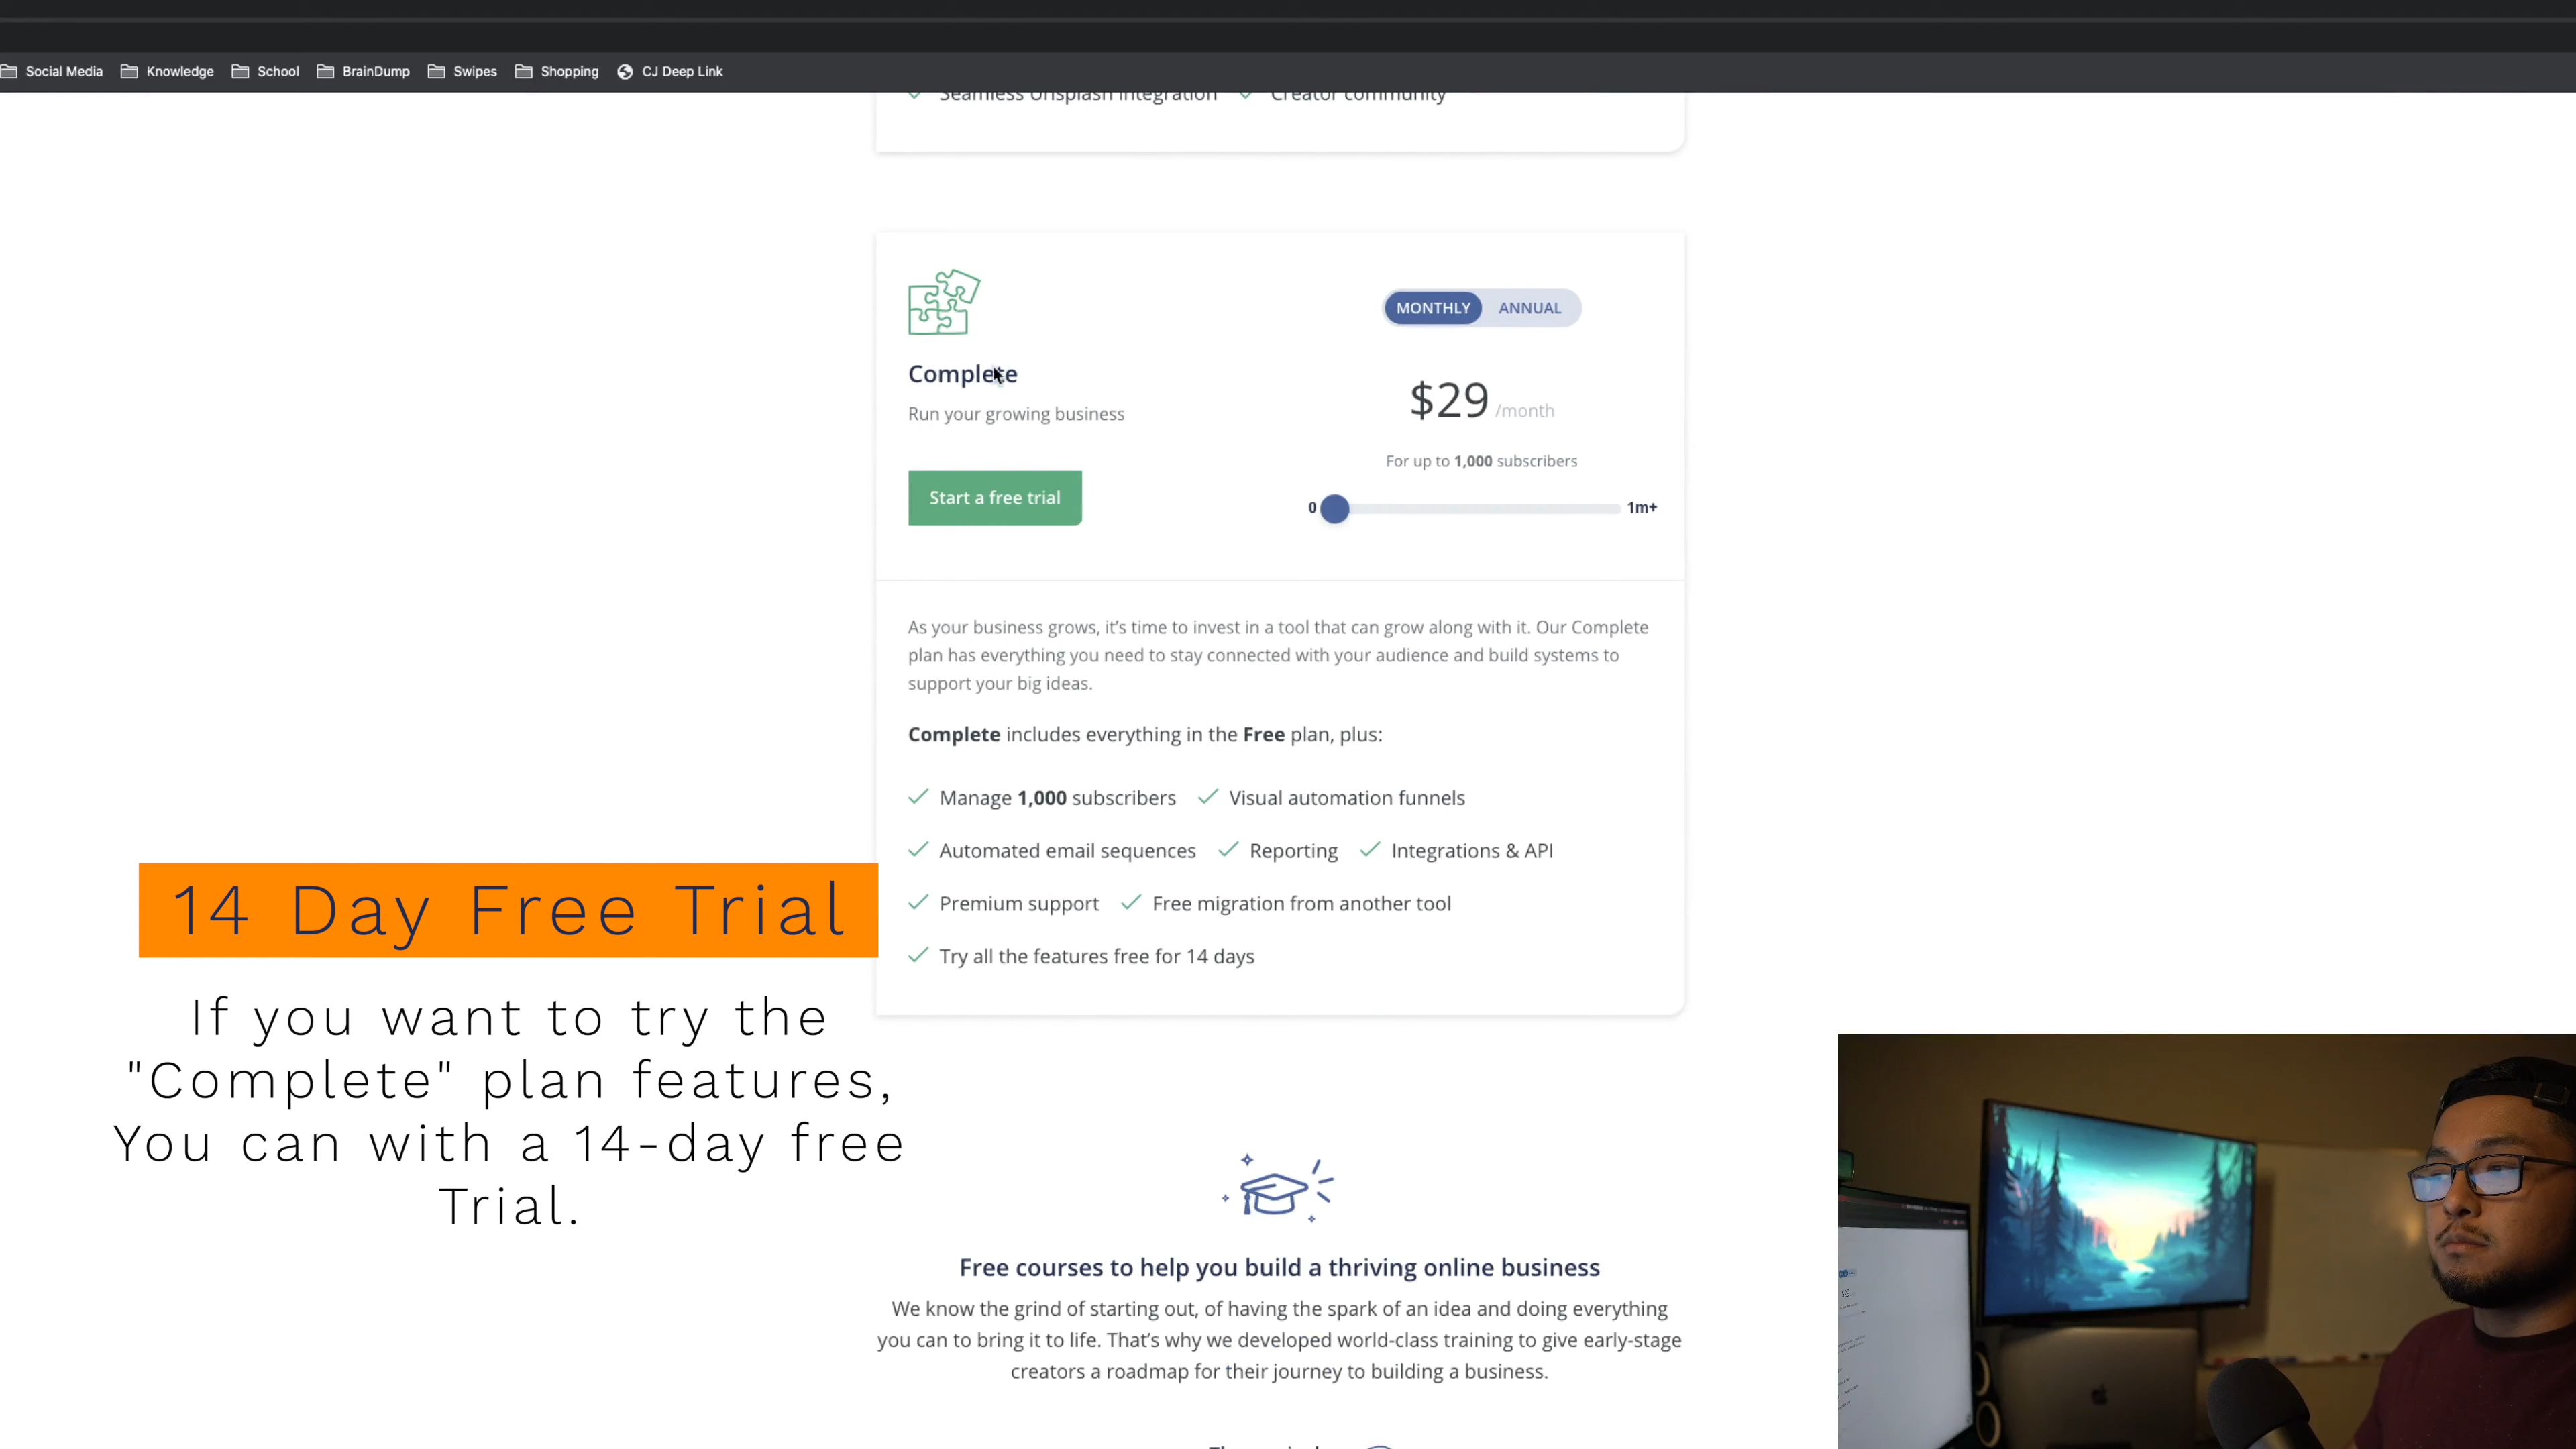 Social Media Knowledge School BrainDump Swipes Shopping CJ Deep Link
Seamless Unsplash integration Creator community
MONTHLY ANNUAL
Complete
Run your growing business
$29 /month
For up to 1,000 subscribers
Start a free trial
0 1m+
As your business grows, it's time to invest in a tool that can grow along with it. Our Complete
plan has everything you need to stay connected with your audience and build systems to
support your big ideas.
Complete includes everything in the Free plan, plus:
Manage 1,000 subscribers Visual automation funnels
Automated email sequences Reporting Integrations & API
Premium support Free migration from another tool
Try all the features free for 14 days
14 Day Free Trial
If you want to try the
"Complete" plan features,
You can with a 14-day free
Trial.
Free courses to help you build a thriving online business
We know the grind of starting out, of having the spark of an idea and doing everything
you can to bring it to life. That's why we developed world-class training to give early-stage
creators a roadmap for their journey to building a business.